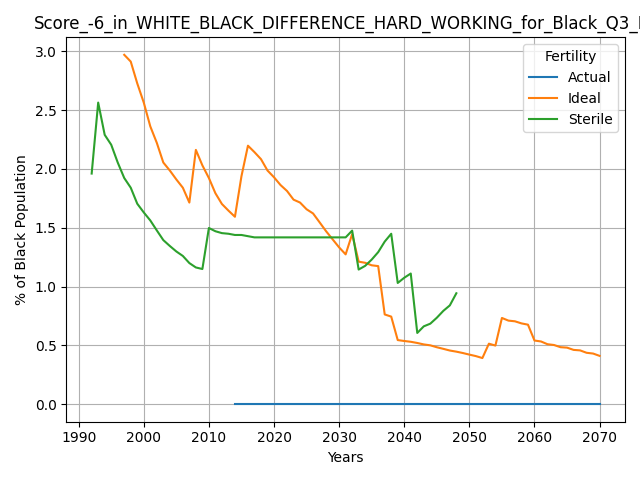 Score_-6_in_WHITE_BLACK_DIFFERENCE_HARD_WORKING_for_Black_Q3_
Fertility
Actual
Ideal
Sterile
% of Black Population
3.0
2.5
2.0
1.5
1.0
0.5
0.0
1990 2000 2010 2020 2030 2040 2050 2060 2070
Years